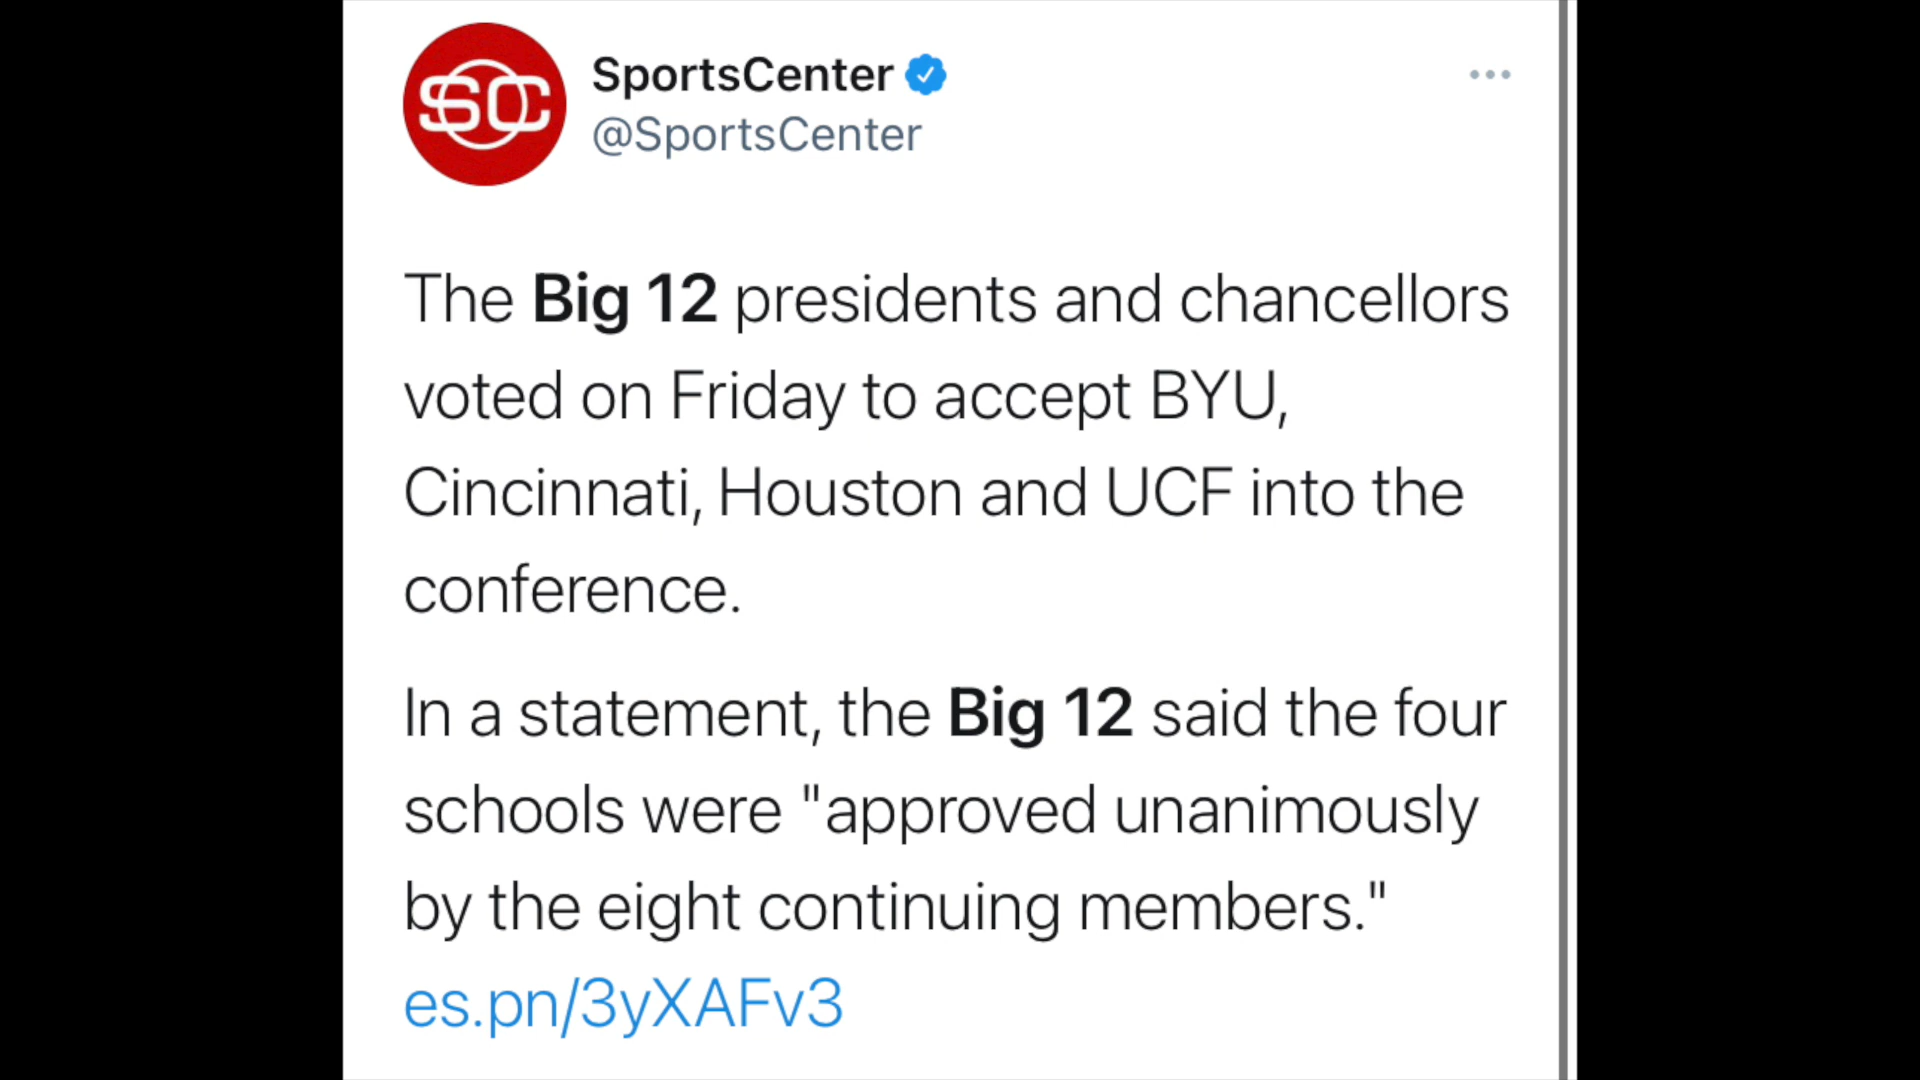 SC
SportsCenter
@SportsCenter
The Big 12 presidents and chancellors
voted on Friday to accept BYU,
Cincinnati, Houston and UCF into the
conference.
In a statement, the Big 12 said the four
schools were "approved unanimously
by the eight continuing members."
es.pn/3yXAFv3